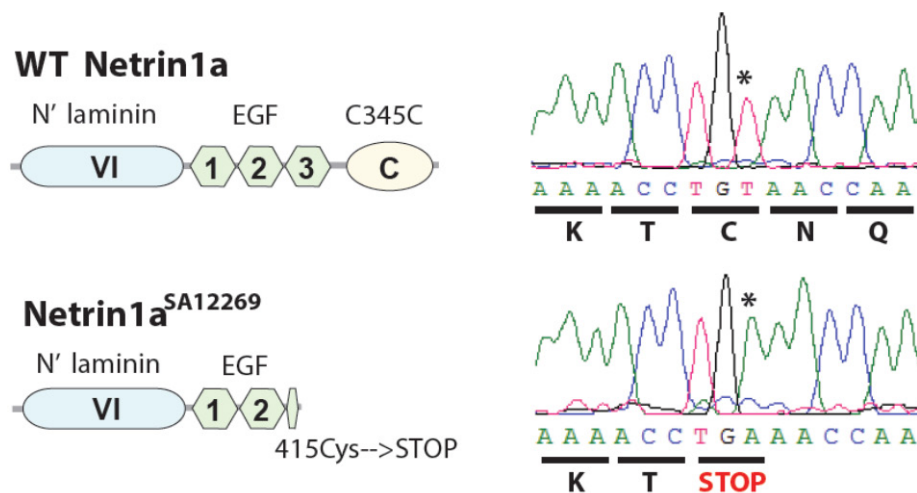 WT Netrin1a
N' laminin EGF C345C
VI 1 2 3 C
*
A A A A C C T G T A A C C A A
K T C N Q
Netrin1a^SA12269
N' laminin EGF
VI 1 2
415Cys-->STOP
*
A A A A C C T G A A A C C A A
K T STOP